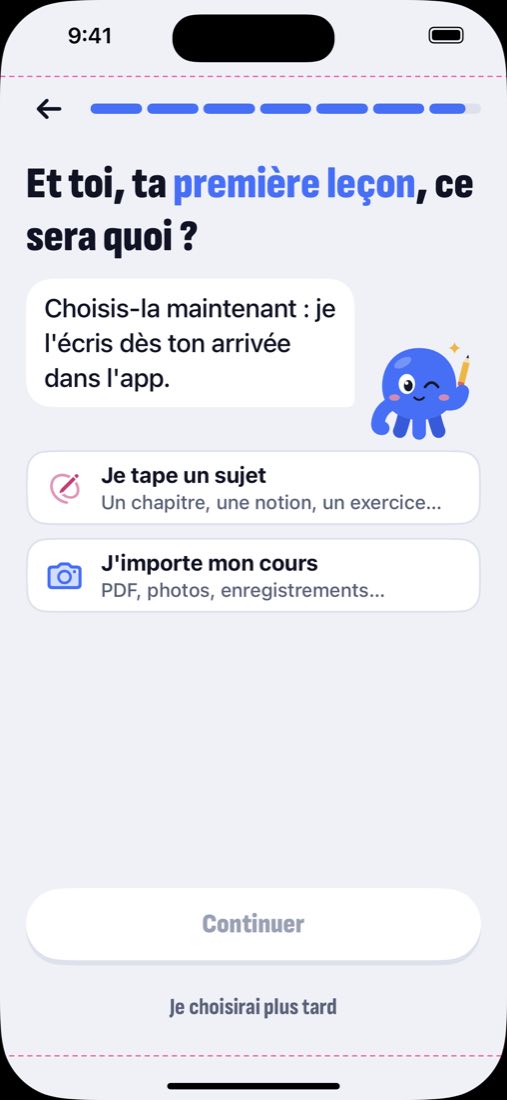 9:41
Et toi, ta première leçon, ce
sera quoi ?
Choisis-la maintenant : je
l'écris dès ton arrivée
dans l'app.
Je tape un sujet
Un chapitre, une notion, un exercice...
J'importe mon cours
PDF, photos, enregistrements...
Continuer
Je choisirai plus tard